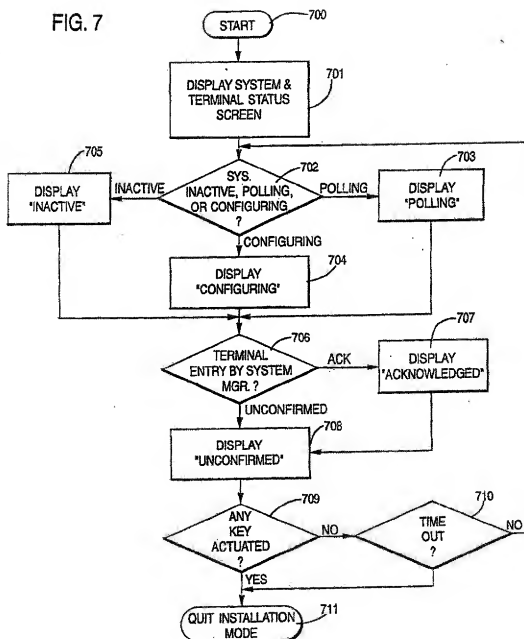 FIG. 7
700
START
701
DISPLAY SYSTEM &
TERMINAL STATUS
SCREEN
705
702
703
DISPLAY
"INACTIVE"
INACTIVE
SYS.
INACTIVE, POLLING,
OR CONFIGURING
?
POLLING
DISPLAY
"POLLING"
CONFIGURING
704
DISPLAY
"CONFIGURING"
706
707
TERMINAL
ENTRY BY SYSTEM
MGR. ?
ACK
DISPLAY
"ACKNOWLEDGED"
UNCONFIRMED
708
DISPLAY
"UNCONFIRMED"
709
710
ANY
KEY
ACTUATED
?
NO
TIME
OUT
?
NO
YES
711
QUIT INSTALLATION
MODE